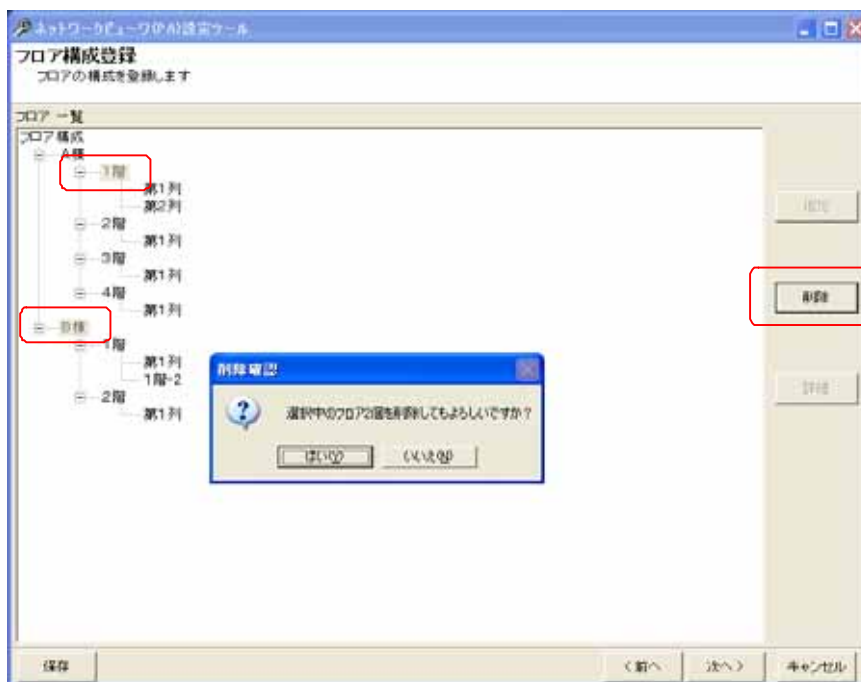 ネットワークビューワ(PA)設定ツール
フロア構成登録
フロアの構成を登録します
フロア 一覧
フロア構成
A棟
1階
第1列
第2列
2階
第1列
3階
第1列
4階
第1列
B棟
1階
第1列
1階-2
2階
第1列
追加
削除
詳細
削除確認
選択中のフロア2個を削除してもよろしいですか?
はい(Y)
いいえ(N)
保存
< 前へ
次へ >
キャンセル